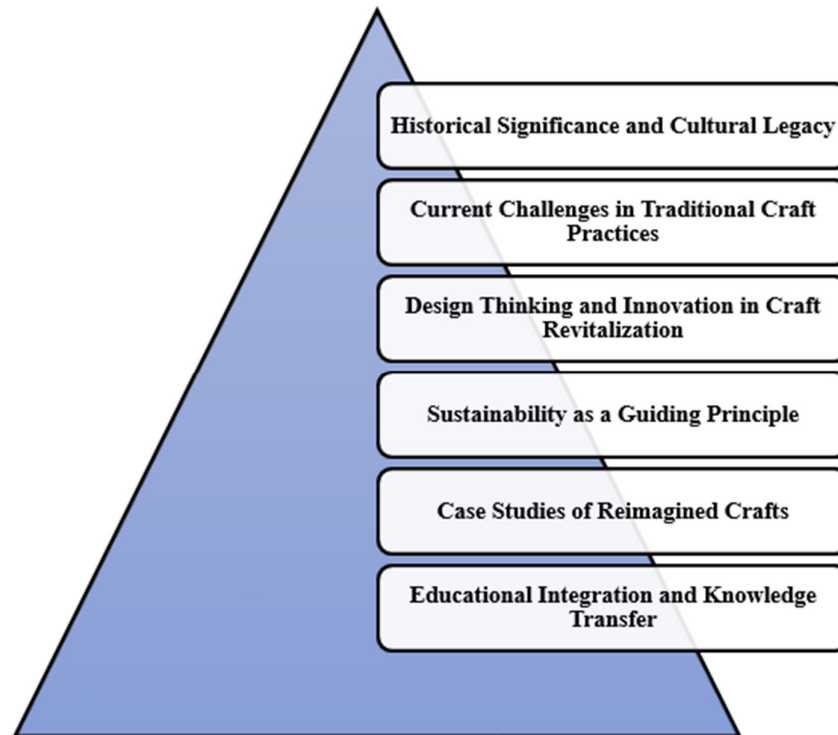 Historical Significance and Cultural Legacy
Current Challenges in Traditional Craft
Practices
Design Thinking and Innovation in Craft
Revitalization
Sustainability as a Guiding Principle
Case Studies of Reimagined Crafts
Educational Integration and Knowledge
Transfer